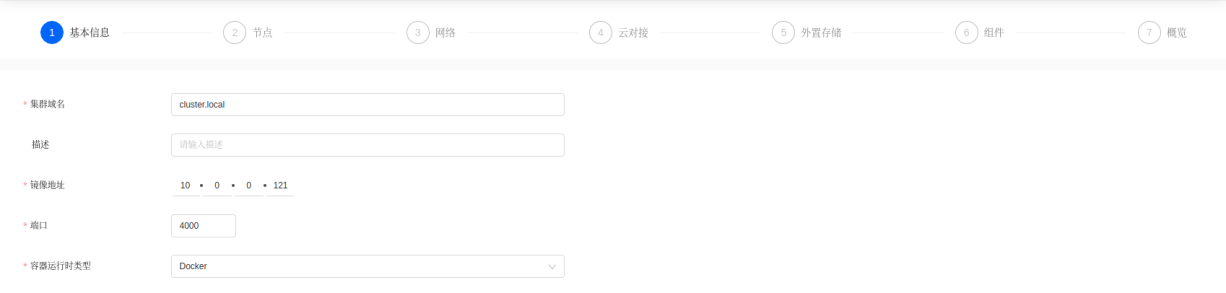 1 基本信息 2 节点 3 网络 4 云对接 5 外置存储 6 组件 7 概览
* 集群域名 cluster.local
描述 请输入描述
* 镜像地址 10 • 0 • 0 • 121
* 端口 4000
* 容器运行时类型 Docker